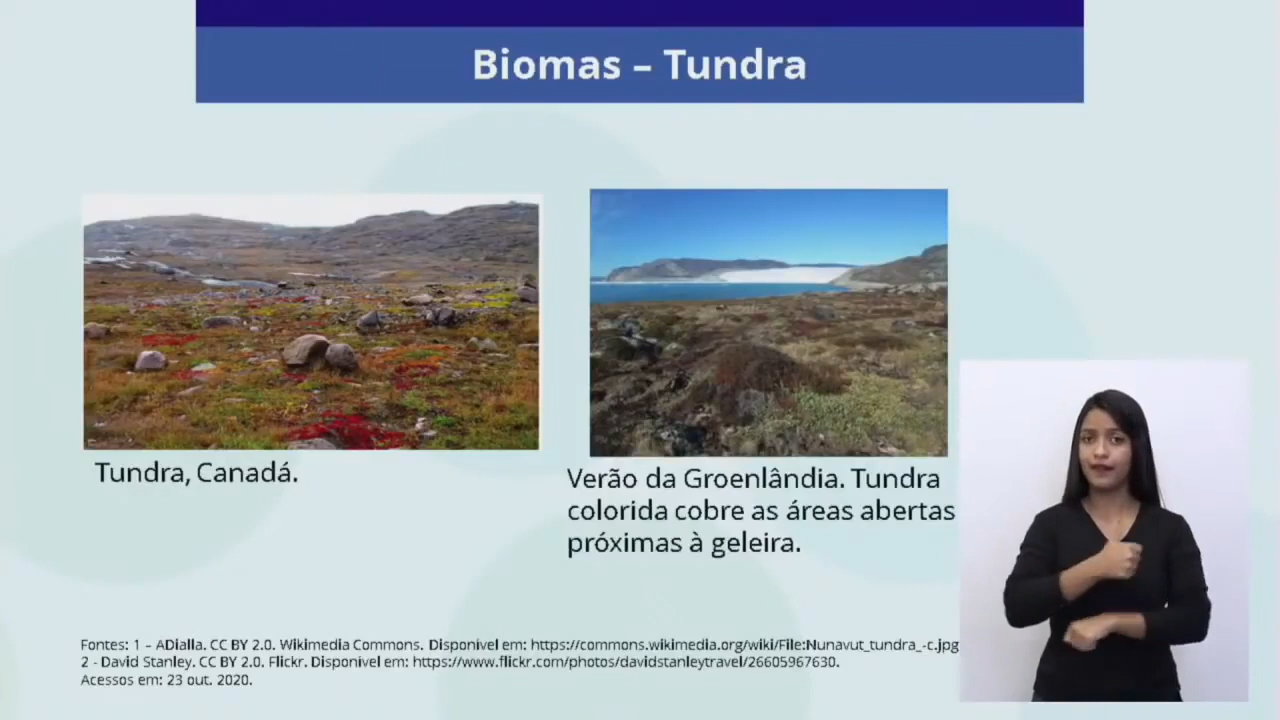 Biomas – Tundra
Tundra, Canadá.
Verão da Groenlândia. Tundra
colorida cobre as áreas abertas
próximas à geleira.
Fontes: 1 – ADialla. CC BY 2.0. Wikimedia Commons. Disponível em: https://commons.wikimedia.org/wiki/File:Nunavut_tundra_-c.jpg
2 - David Stanley. CC BY 2.0. Flickr. Disponível em: https://www.flickr.com/photos/davidstanleytravel/26605967630.
Acessos em: 23 out. 2020.